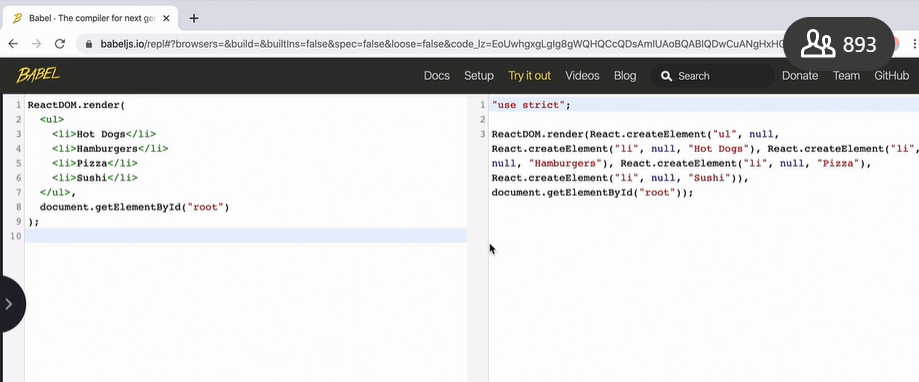 Babel · The compiler for next ge
babeljs.io/repl#?browsers=&build=&builtIns=false&spec=false&loose=false&code_lz=
893
BABEL
Docs Setup Try it out Videos Blog Search Donate Team GitHub
1 ReactDOM.render(
2 <ul>
3 <li>Hot Dogs</li>
4 <li>Hamburgers</li>
5 <li>Pizza</li>
6 <li>Sushi</li>
7 </ul>,
8 document.getElementById("root")
9 );
10
1 "use strict";
2
3 ReactDOM.render(React.createElement("ul", null,
React.createElement("li", null, "Hot Dogs"), React.createElement("li",
null, "Hamburgers"), React.createElement("li", null, "Pizza"),
React.createElement("li", null, "Sushi")),
document.getElementById("root"));